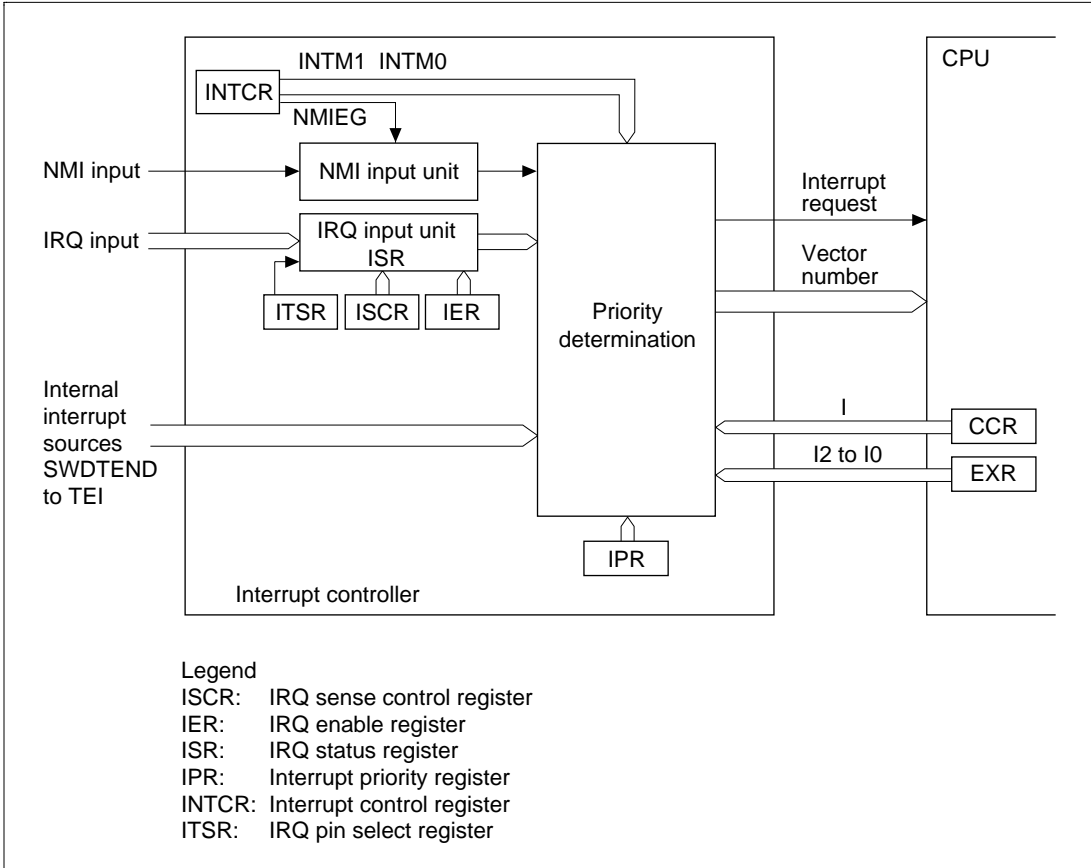 INTM1 INTM0
CPU
INTCR
NMIEG
NMI input
NMI input unit
Interrupt
request
IRQ input
IRQ input unit
ISR
Vector
number
ITSR
ISCR
IER
Priority
determination
Internal
interrupt
sources
SWDTEND
to TEI
I
CCR
I2 to I0
EXR
IPR
Interrupt controller
Legend
ISCR: IRQ sense control register
IER: IRQ enable register
ISR: IRQ status register
IPR: Interrupt priority register
INTCR: Interrupt control register
ITSR: IRQ pin select register